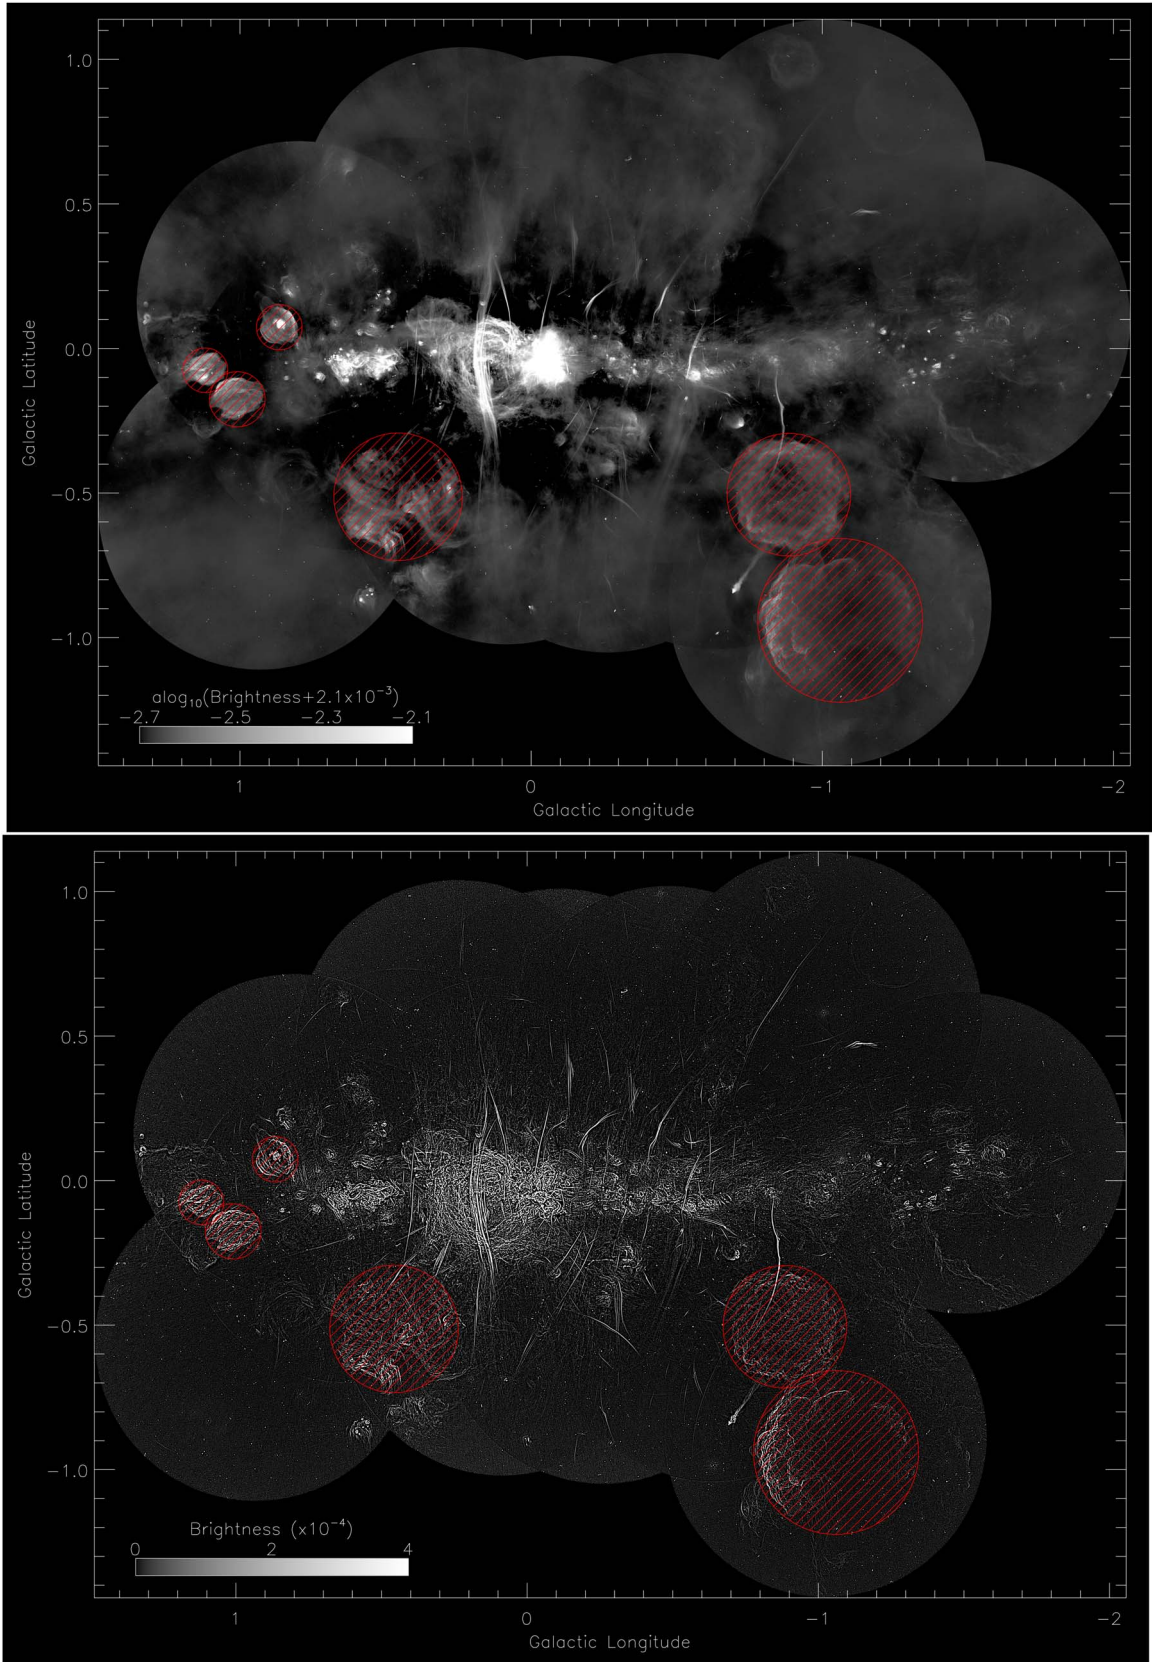 1.0
0.5
0.0
−0.5
−1.0
Galactic Latitude
alog₁₀(Brightness+2.1x10⁻³)
−2.7 −2.5 −2.3 −2.1
1 0 −1 −2
Galactic Longitude
1.0
0.5
0.0
−0.5
−1.0
Galactic Latitude
Brightness (x10⁻⁴)
0 2 4
1 0 −1 −2
Galactic Longitude